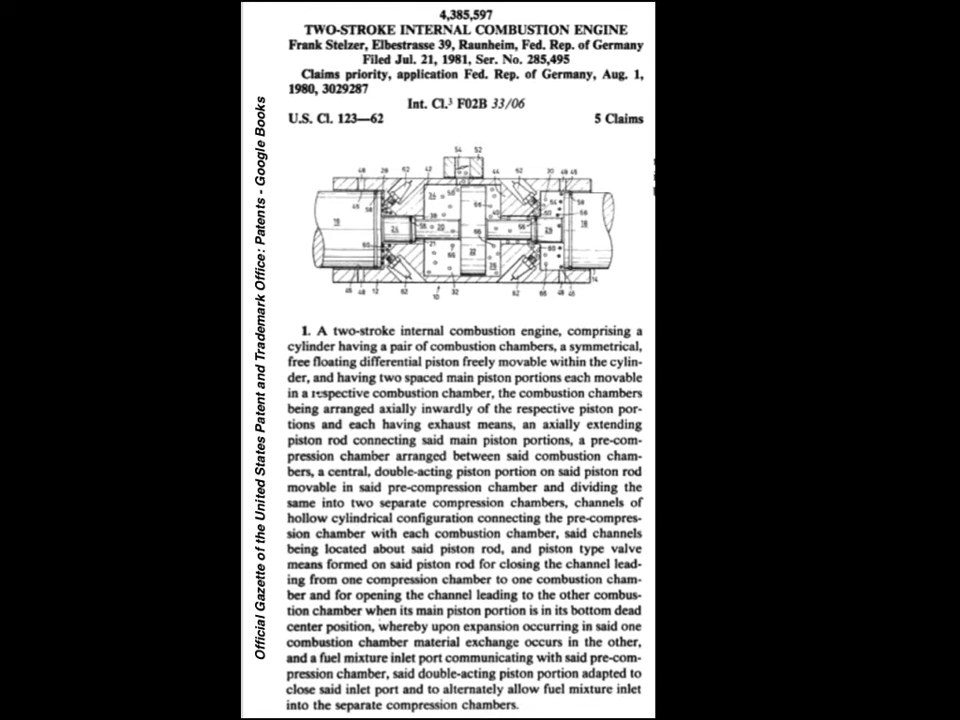 4,385,597
TWO-STROKE INTERNAL COMBUSTION ENGINE
Frank Stelzer, Elbestrasse 39, Raunheim, Fed. Rep. of Germany
Filed Jul. 21, 1981, Ser. No. 285,495
Claims priority, application Fed. Rep. of Germany, Aug. 1,
1980, 3029287
Int. Cl.³ F02B 33/06
U.S. Cl. 123—62 5 Claims
54 52
48 28 62 42 44 62 30 48 46
10 32
1. A two-stroke internal combustion engine, comprising a
cylinder having a pair of combustion chambers, a symmetrical,
free floating differential piston freely movable within the cylin-
der, and having two spaced main piston portions each movable
in a respective combustion chamber, the combustion chambers
being arranged axially inwardly of the respective piston por-
tions and each having exhaust means, an axially extending
piston rod connecting said main piston portions, a pre-com-
pression chamber arranged between said combustion cham-
bers, a central, double-acting piston portion on said piston rod
movable in said pre-compression chamber and dividing the
same into two separate compression chambers, channels of
hollow cylindrical configuration connecting the pre-compres-
sion chamber with each combustion chamber, said channels
being located about said piston rod, and piston type valve
means formed on said piston rod for closing the channel lead-
ing from one compression chamber to one combustion cham-
ber and for opening the channel leading to the other combus-
tion chamber when its main piston portion is in its bottom dead
center position, whereby upon expansion occurring in said one
combustion chamber material exchange occurs in the other,
and a fuel mixture inlet port communicating with said pre-com-
pression chamber, said double-acting piston portion adapted to
close said inlet port and to alternately allow fuel mixture inlet
into the separate compression chambers.
Official Gazette of the United States Patent and Trademark Office: Patents - Google Books